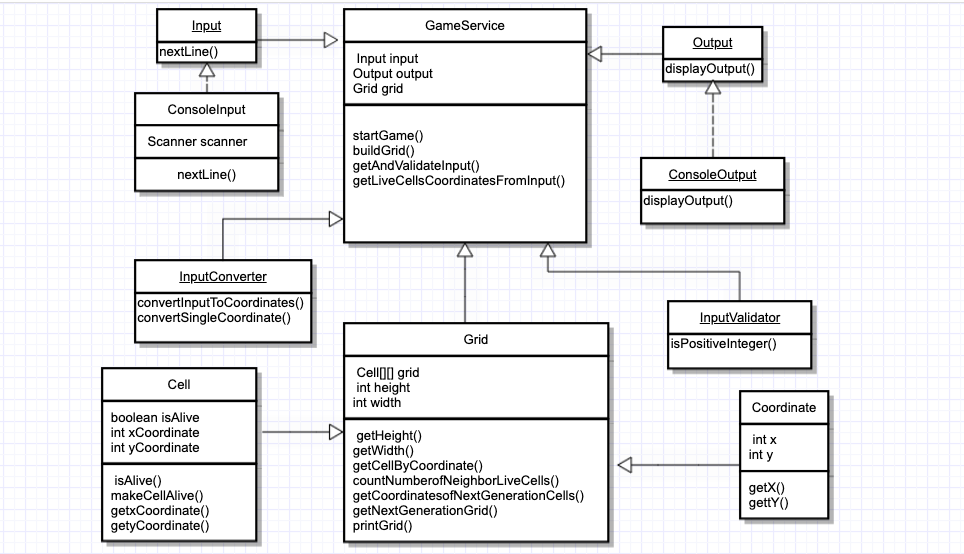 Input
nextLine()
ConsoleInput
Scanner scanner
nextLine()
GameService
Input input
Output output
Grid grid
startGame()
buildGrid()
getAndValidateInput()
getLiveCellsCoordinatesFromInput()
Output
displayOutput()
ConsoleOutput
displayOutput()
InputConverter
convertInputToCoordinates()
convertSingleCoordinate()
InputValidator
isPositiveInteger()
Cell
boolean isAlive
int xCoordinate
int yCoordinate
isAlive()
makeCellAlive()
getxCoordinate()
getyCoordinate()
Grid
Cell[][] grid
int height
int width
getHeight()
getWidth()
getCellByCoordinate()
countNumberofNeighborLiveCells()
getCoordinatesofNextGenerationCells()
getNextGenerationGrid()
printGrid()
Coordinate
int x
int y
getX()
gettY()